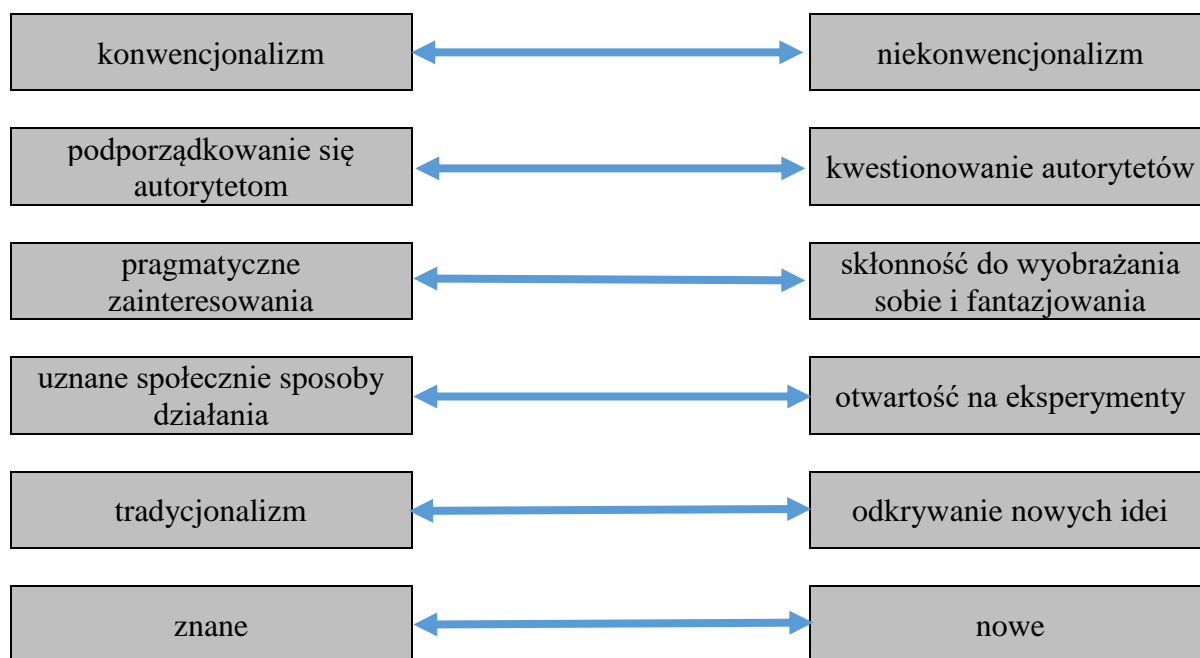 konwencjonalizm
niekonwencjonalizm
podporządkowanie się
autorytetom
kwestionowanie autorytetów
pragmatyczne
zainteresowania
skłonność do wyobrażania
sobie i fantazjowania
uznane społecznie sposoby
działania
otwartość na eksperymenty
tradycjonalizm
odkrywanie nowych idei
znane
nowe